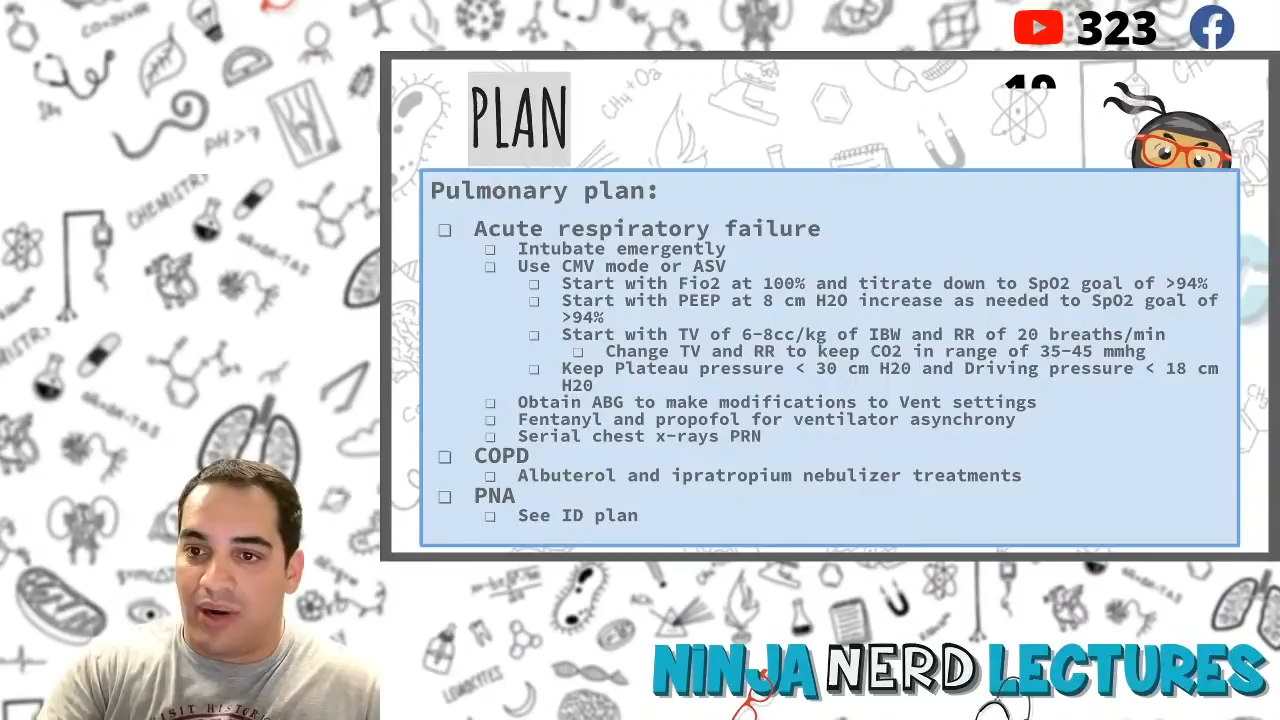 323
PLAN
Pulmonary plan:
❏ Acute respiratory failure
❏ Intubate emergently
❏ Use CMV mode or ASV
❏ Start with Fio2 at 100% and titrate down to SpO2 goal of >94%
❏ Start with PEEP at 8 cm H2O increase as needed to SpO2 goal of
>94%
❏ Start with TV of 6-8cc/kg of IBW and RR of 20 breaths/min
❏ Change TV and RR to keep CO2 in range of 35-45 mmhg
❏ Keep Plateau pressure < 30 cm H20 and Driving pressure < 18 cm
H20
❏ Obtain ABG to make modifications to Vent settings
❏ Fentanyl and propofol for ventilator asynchrony
❏ Serial chest x-rays PRN
❏ COPD
❏ Albuterol and ipratropium nebulizer treatments
❏ PNA
❏ See ID plan
NINJA NERD LECTURES